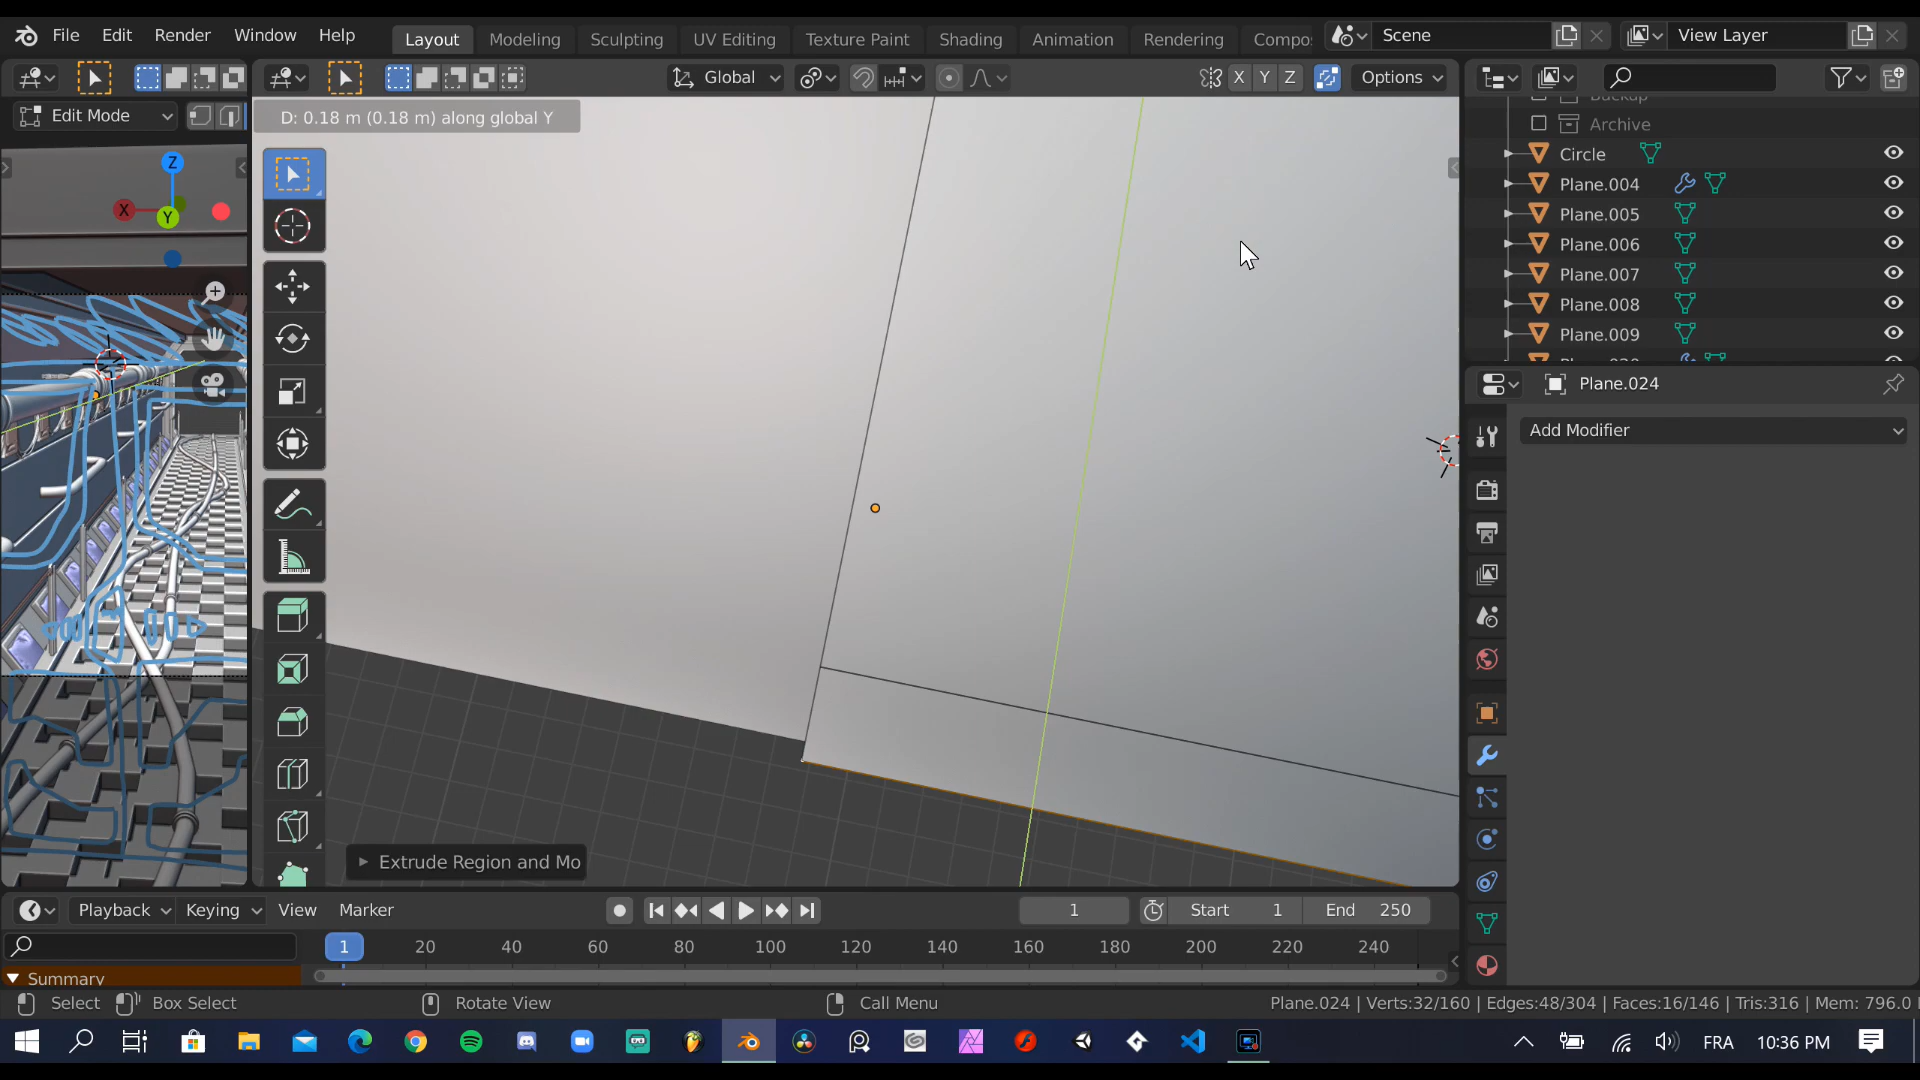 File Edit Render Window Help Layout Modeling Sculpting UV Editing Texture Paint Shading Animation Rendering Compo Scene View Layer
Global X Y Z Options
Edit Mode
D: 0.18 m (0.18 m) along global Y
Backup
Archive
Circle
Plane.004
Plane.005
Plane.006
Plane.007
Plane.008
Plane.009
Z
X
Y
Plane.024
Add Modifier
Extrude Region and Mo
Playback Keying View Marker 1 Start 1 End 250
1 20 40 60 80 100 120 140 160 180 200 220 240
Summary
Select Box Select Rotate View Call Menu Plane.024 | Verts:32/160 | Edges:48/304 | Faces:16/146 | Tris:316 | Mem: 796.0
FRA 10:36 PM